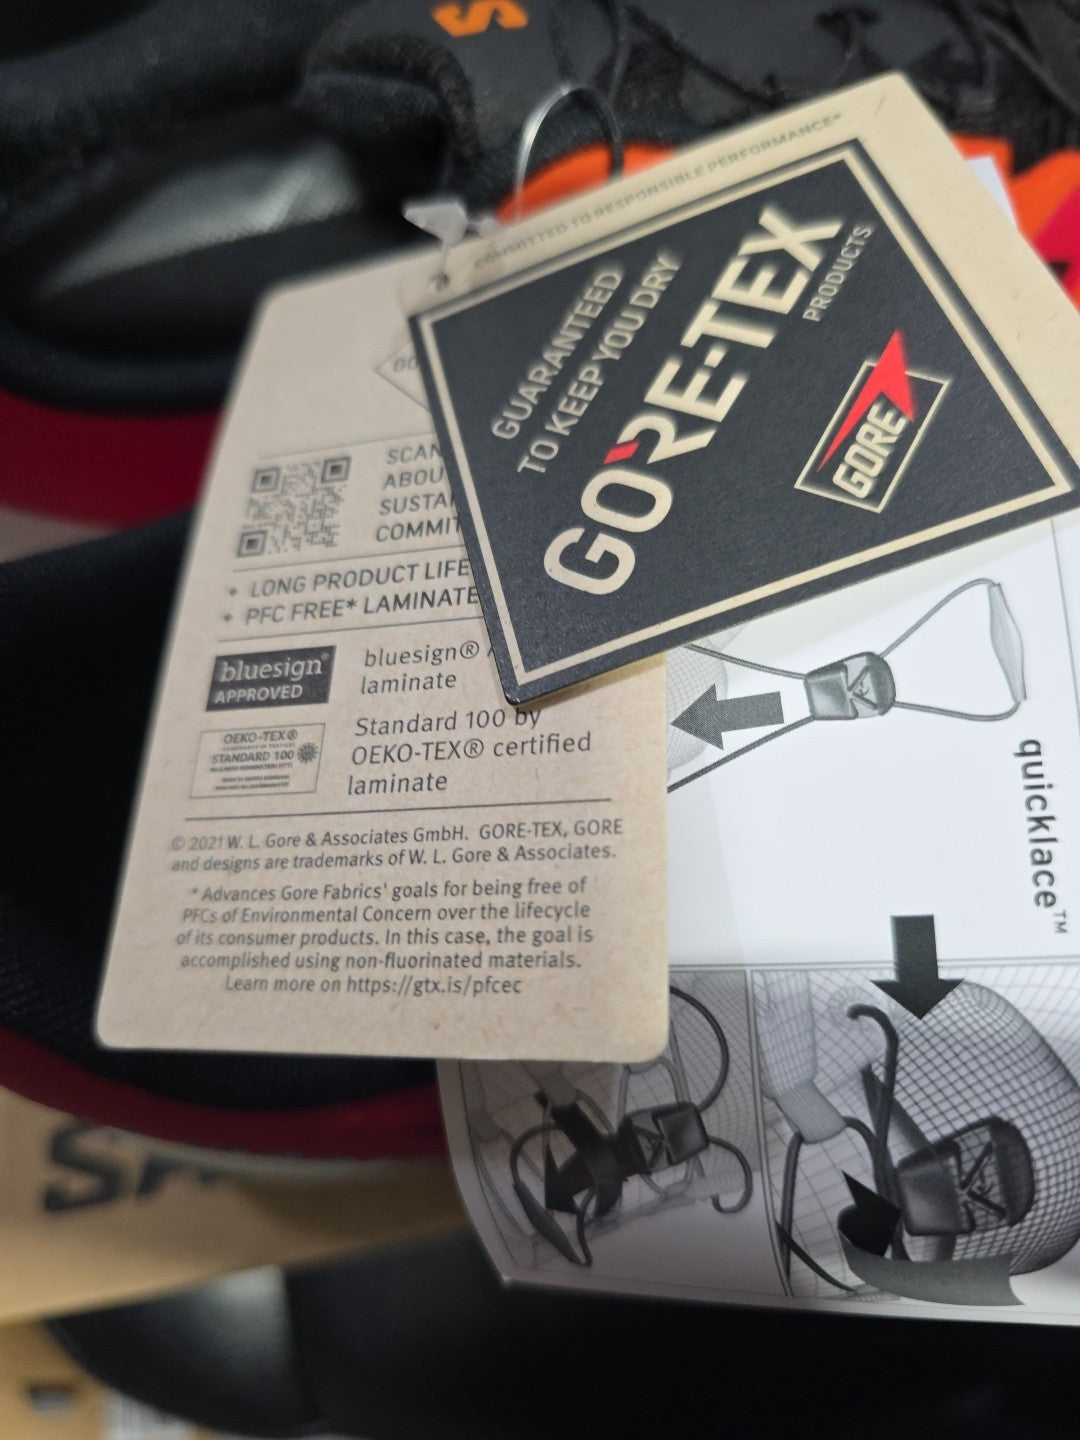 S
COMMITTED TO RESPONSIBLE PERFORMANCE*
GUARANTEED
TO KEEP YOU DRY
GORE-TEX
PRODUCTS
GORE
GO
SCAN
ABOU
SUSTA
COMMIT
• LONG PRODUCT LIFE
• PFC FREE* LAMINATE
bluesign®
APPROVED
bluesign®
laminate
OEKO-TEX®
STANDARD 100
Standard 100 by
OEKO-TEX® certified
laminate
© 2021 W. L. Gore & Associates GmbH. GORE-TEX, GORE
and designs are trademarks of W. L. Gore & Associates.
* Advances Gore Fabrics' goals for being free of
PFCs of Environmental Concern over the lifecycle
of its consumer products. In this case, the goal is
accomplished using non-fluorinated materials.
Learn more on https://gtx.is/pfcec
quicklace™